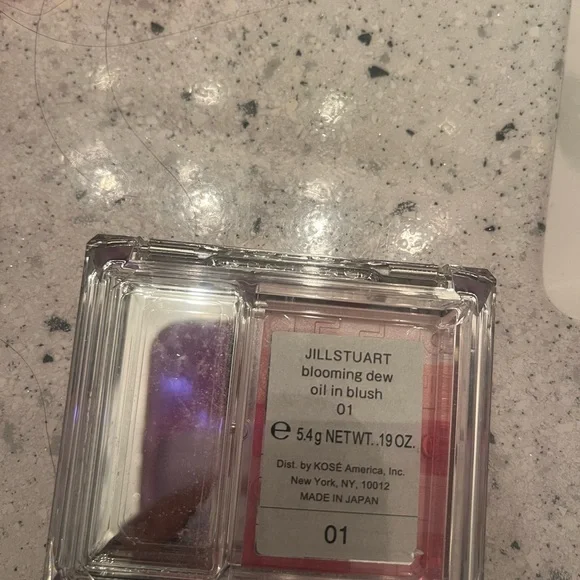 JILLSTUART
blooming dew
oil in blush
01
℮ 5.4g NET WT. .19 OZ.
Dist. by KOSÉ America, Inc.
New York, NY, 10012
MADE IN JAPAN
01